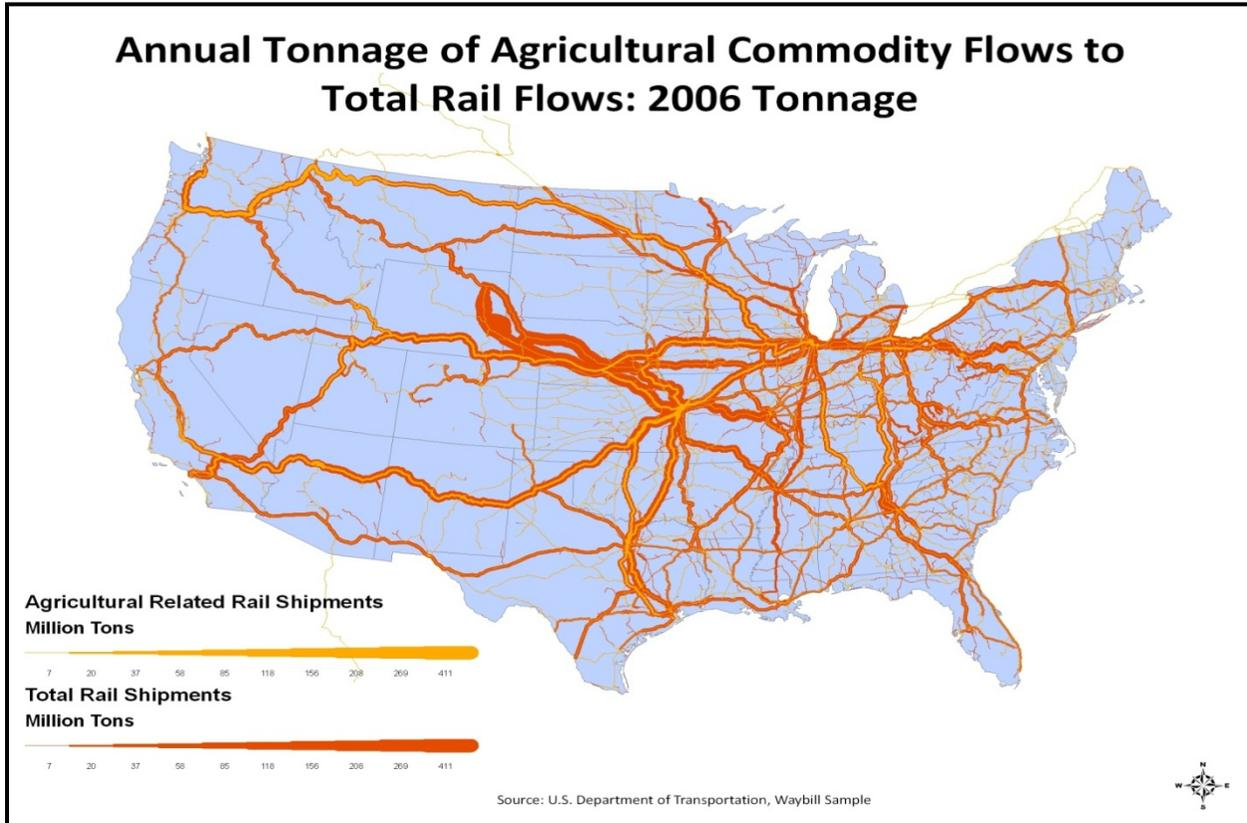 Annual Tonnage of Agricultural Commodity Flows to
Total Rail Flows: 2006 Tonnage
Agricultural Related Rail Shipments
Million Tons
7 20 37 58 85 118 156 208 269 411
Total Rail Shipments
Million Tons
7 20 37 58 85 118 156 208 269 411
Source: U.S. Department of Transportation, Waybill Sample
N
W E
S